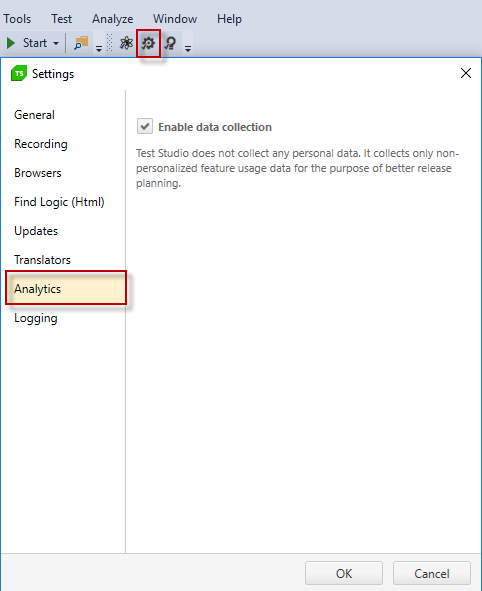 Tools Test Analyze Window Help
Start
TS Settings
General
Recording
Browsers
Find Logic (Html)
Updates
Translators
Analytics
Logging
Enable data collection
Test Studio does not collect any personal data. It collects only non-
personalized feature usage data for the purpose of better release
planning.
OK Cancel